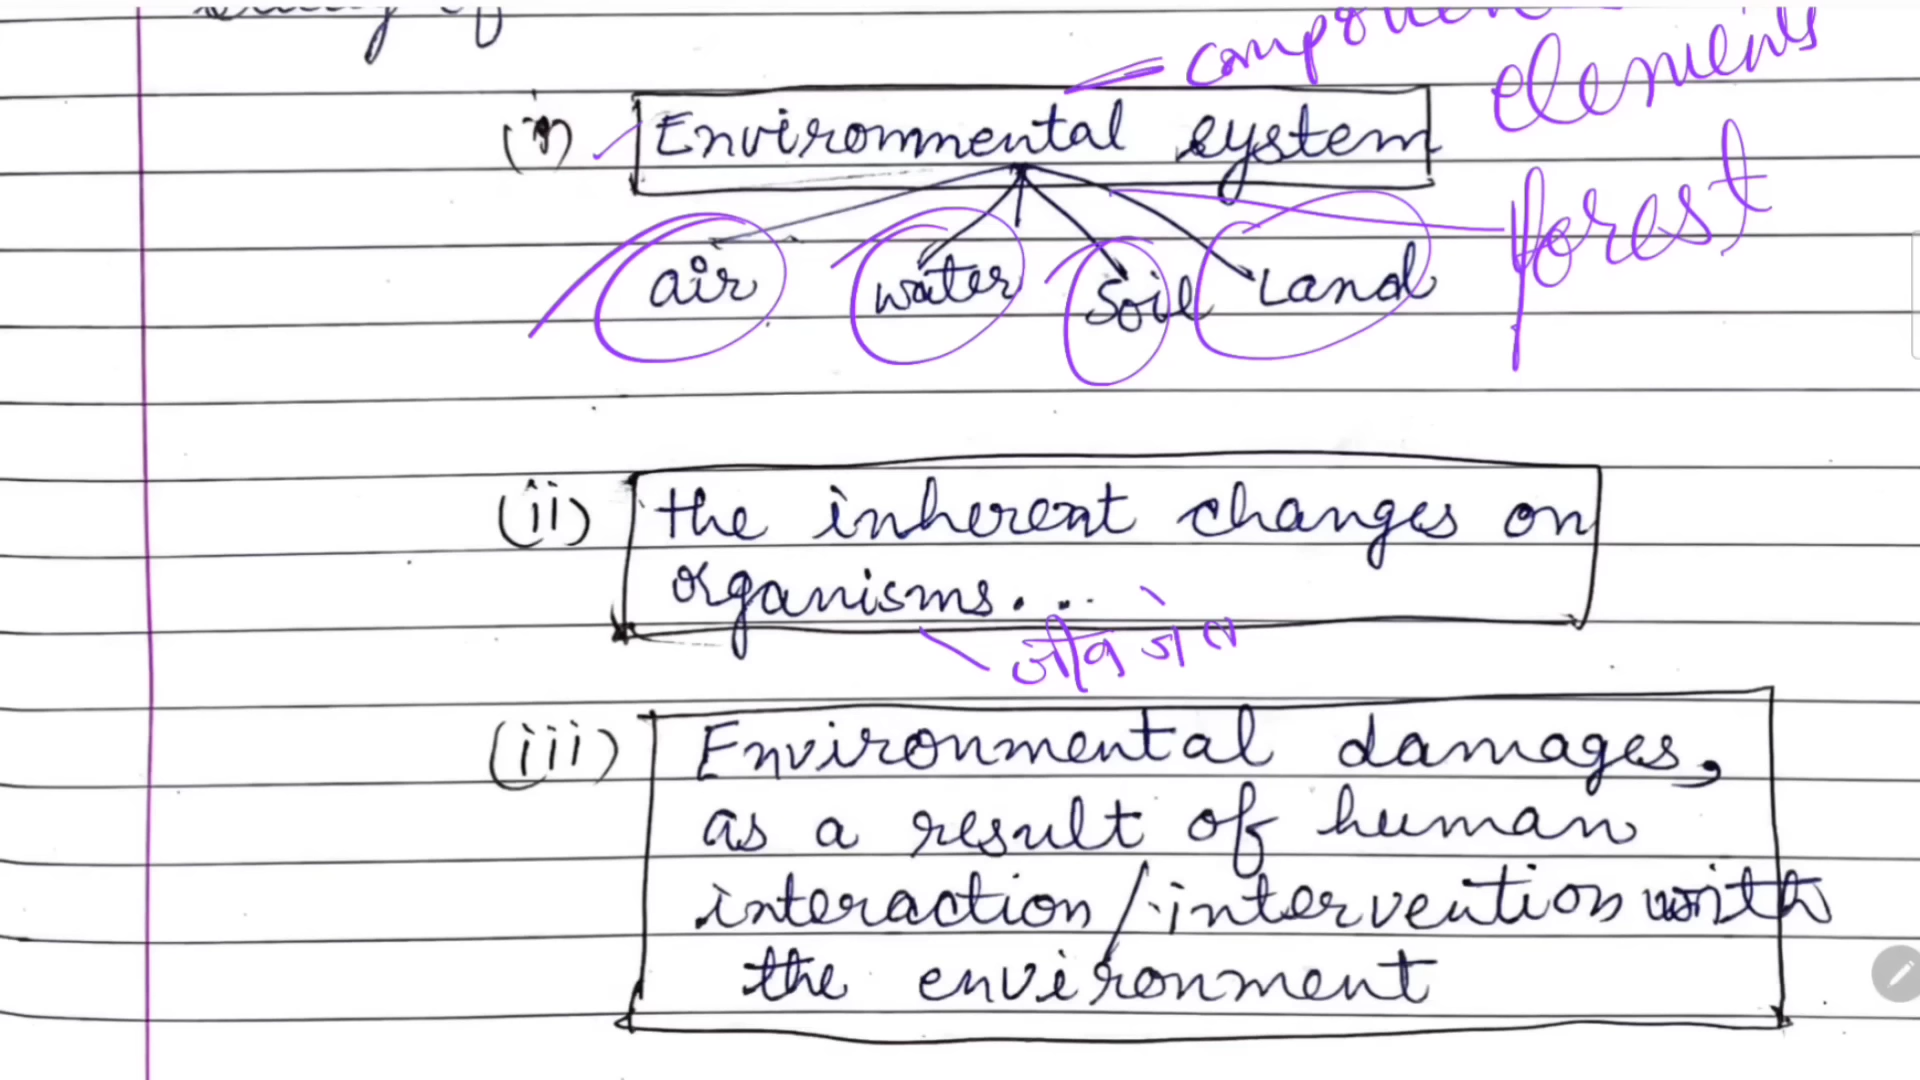 elements
(i) Environmental system
forest
air water Soil Land
(ii) the inherent changes on
organisms...
(iii) Environmental damages,
as a result of human
interaction/intervention with
the environment